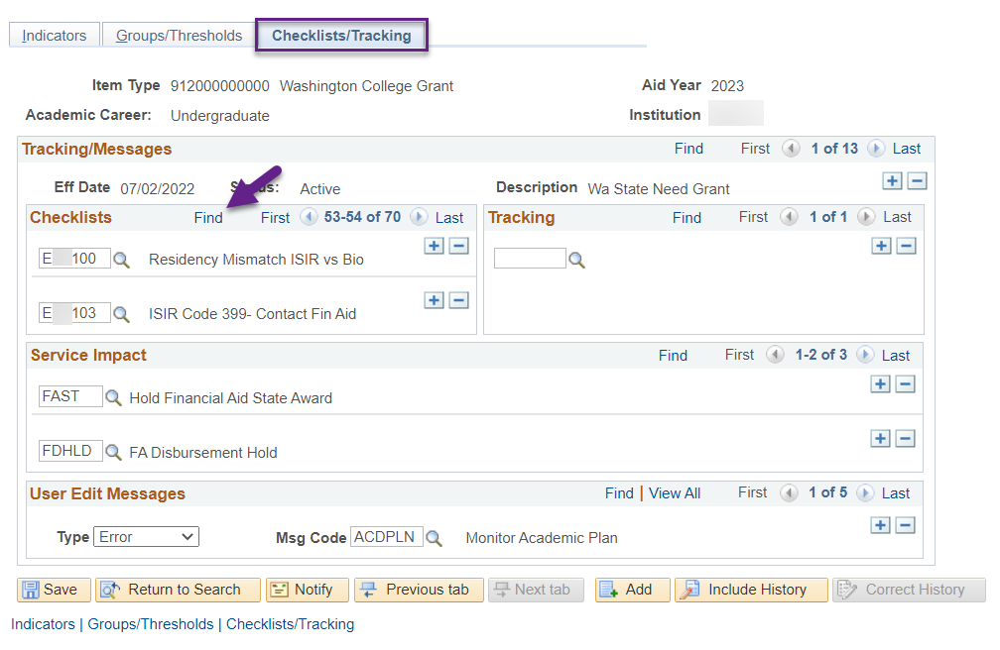 Indicators Groups/Thresholds Checklists/Tracking
Item Type 912000000000 Washington College Grant Aid Year 2023
Academic Career: Undergraduate Institution
Tracking/Messages Find First 1 of 13 Last
Eff Date 07/02/2022 Active Description Wa State Need Grant
Checklists Find First 53-54 of 70 Last
Tracking Find First 1 of 1 Last
E 100 Residency Mismatch ISIR vs Bio
E 103 ISIR Code 399- Contact Fin Aid
Service Impact Find First 1-2 of 3 Last
FAST Hold Financial Aid State Award
FDHLD FA Disbursement Hold
User Edit Messages Find | View All First 1 of 5 Last
Type Error Msg Code ACDPLN Monitor Academic Plan
Save Return to Search Notify Previous tab Next tab Add Include History Correct History
Indicators | Groups/Thresholds | Checklists/Tracking